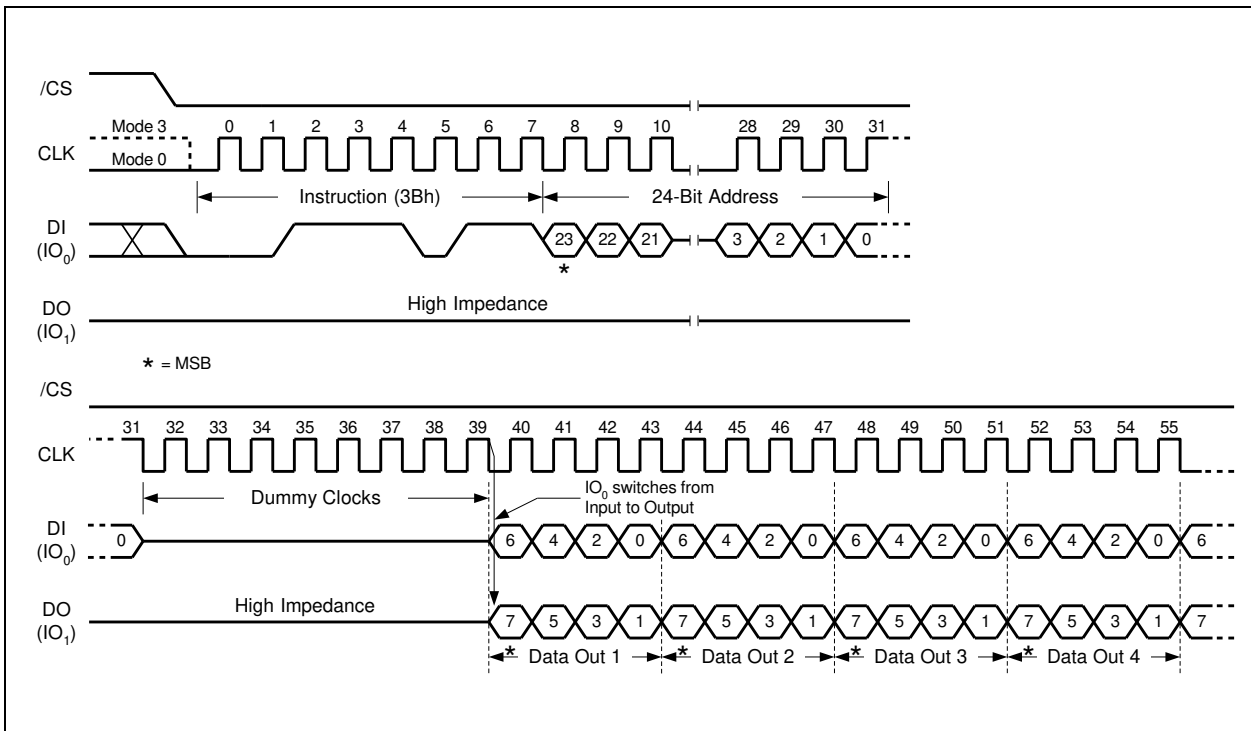 /CS
Mode 3 0 1 2 3 4 5 6 7 8 9 10 28 29 30 31
CLK
Mode 0
Instruction (3Bh) 24-Bit Address
DI
(IO0)
23 22 21 3 2 1 0
*
High Impedance
DO
(IO1)
* = MSB
/CS
31 32 33 34 35 36 37 38 39 40 41 42 43 44 45 46 47 48 49 50 51 52 53 54 55
CLK
Dummy Clocks
IO0 switches from
Input to Output
DI
(IO0)
0 6 4 2 0 6 4 2 0 6 4 2 0 6 4 2 0 6
High Impedance
DO
(IO1)
7 5 3 1 7 5 3 1 7 5 3 1 7 5 3 1 7
* Data Out 1 * Data Out 2 * Data Out 3 * Data Out 4